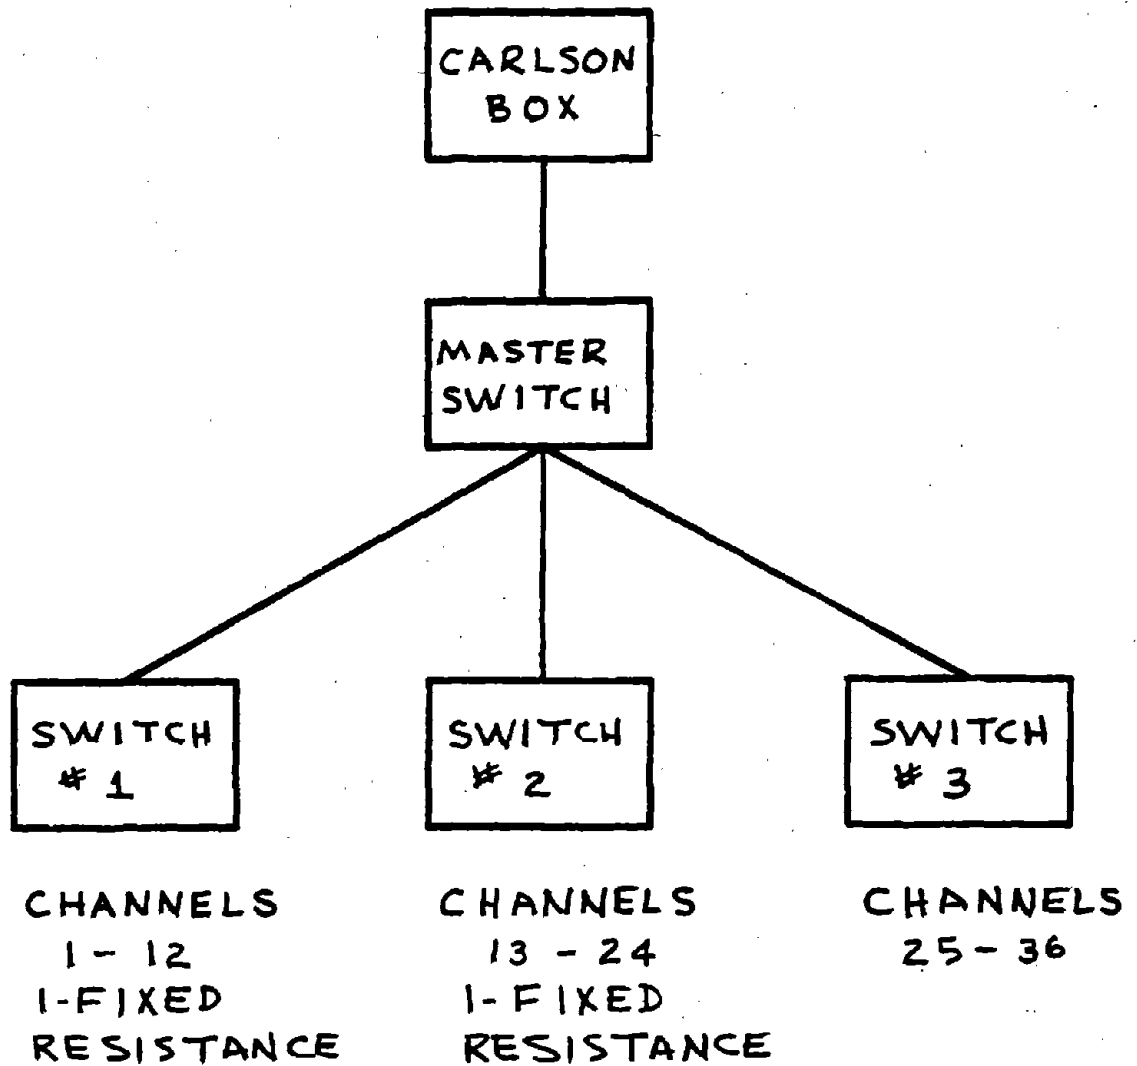 CARLSON
BOX
MASTER
SWITCH
SWITCH
# 1
CHANNELS
1 - 12
1-FIXED
RESISTANCE
SWITCH
# 2
CHANNELS
13 - 24
1-FIXED
RESISTANCE
SWITCH
# 3
CHANNELS
25-36